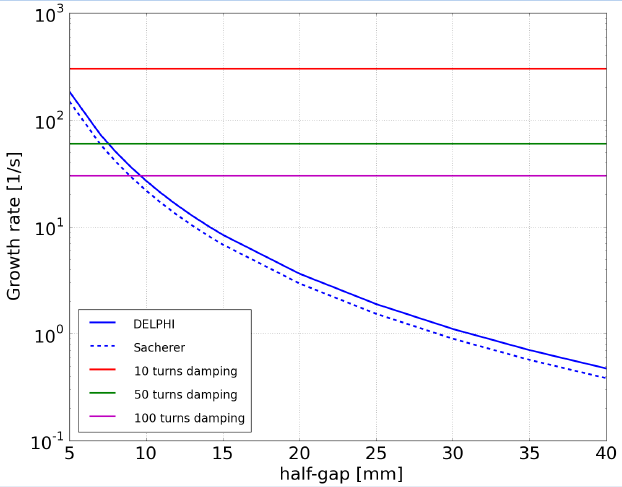 10³
10²
10¹
10⁰
10⁻¹
Growth rate [1/s]
DELPHI
Sacherer
10 turns damping
50 turns damping
100 turns damping
5 10 15 20 25 30 35 40
half-gap [mm]